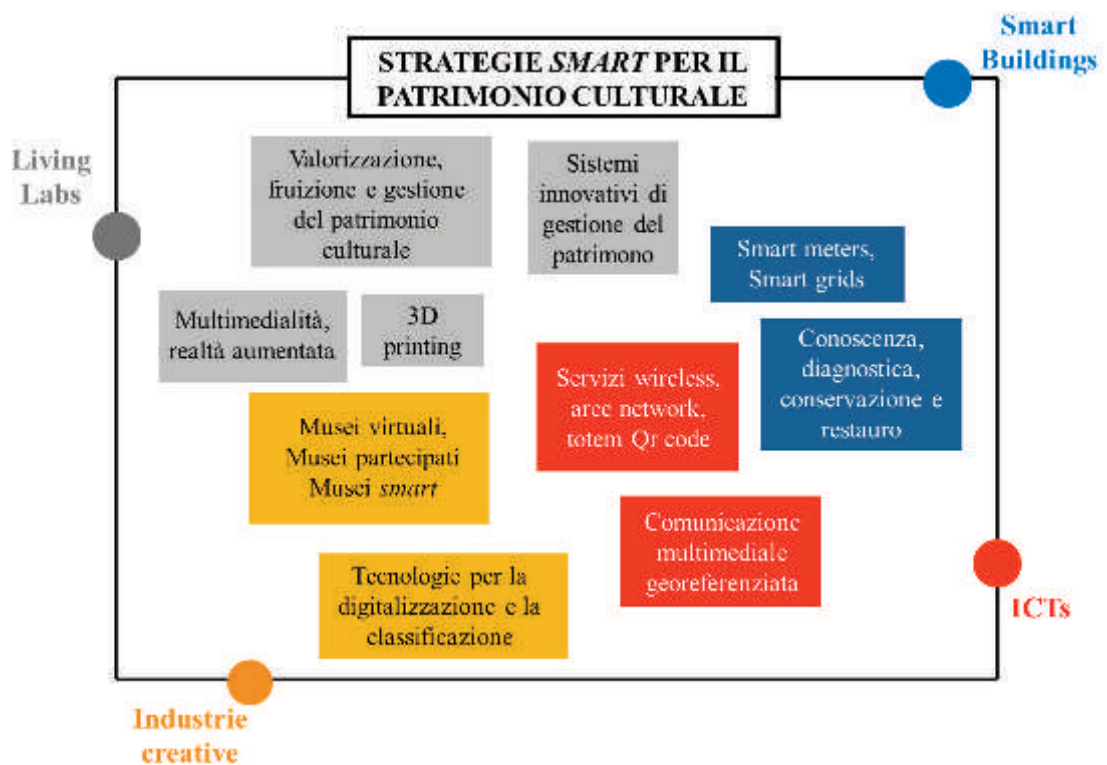 Smart
Buildings
STRATEGIE SMART PER IL
PATRIMONIO CULTURALE
Living
Labs
Valorizzazione,
fruizione e gestione
del patrimonio
culturale
Sistemi
innovativi di
gestione del
patrimono
Smart meters,
Smart grids
Multimedialità,
realtà aumentata
3D
printing
Conoscenza,
diagnostica,
conservazione e
restauro
Servizi wireless,
aree network,
totem Qr code
Musei virtuali,
Musei partecipati
Musei smart
Comunicazione
multimediale
georeferenziata
Tecnologie per la
digitalizzazione e la
classificazione
ICTs
Industrie
creative